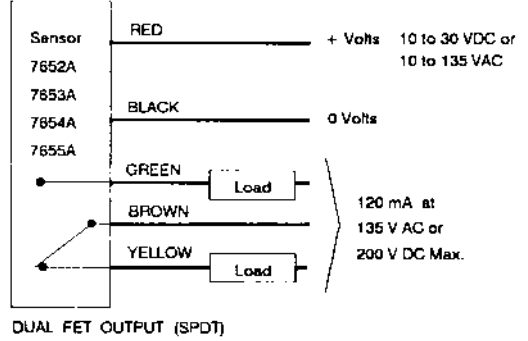 Sensor
7652A
7653A
7654A
7655A
RED
+ Volts 10 to 30 VDC or
10 to 135 VAC
BLACK
0 Volts
GREEN
Load
BROWN
YELLOW
Load
120 mA at
135 V AC or
200 V DC Max.
DUAL FET OUTPUT (SPDT)